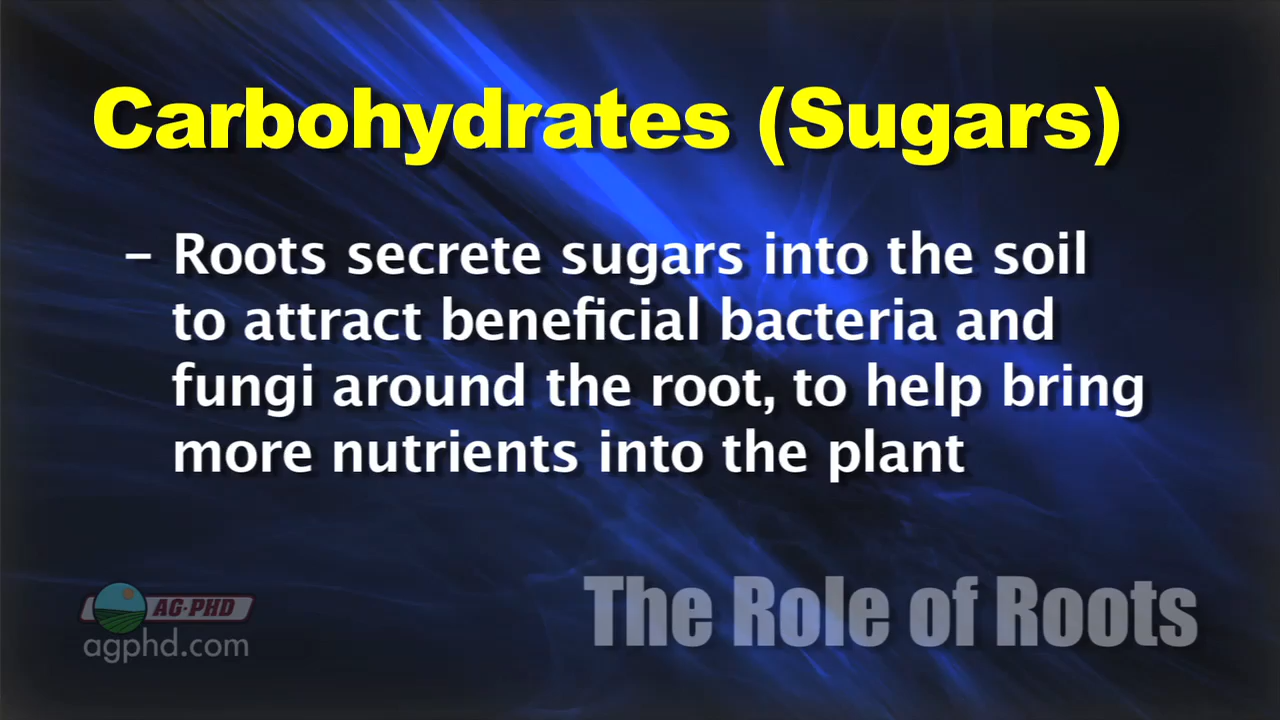 Carbohydrates (Sugars)
– Roots secrete sugars into the soil
to attract beneficial bacteria and
fungi around the root, to help bring
more nutrients into the plant
AG•PHD
agphd.com
The Role of Roots